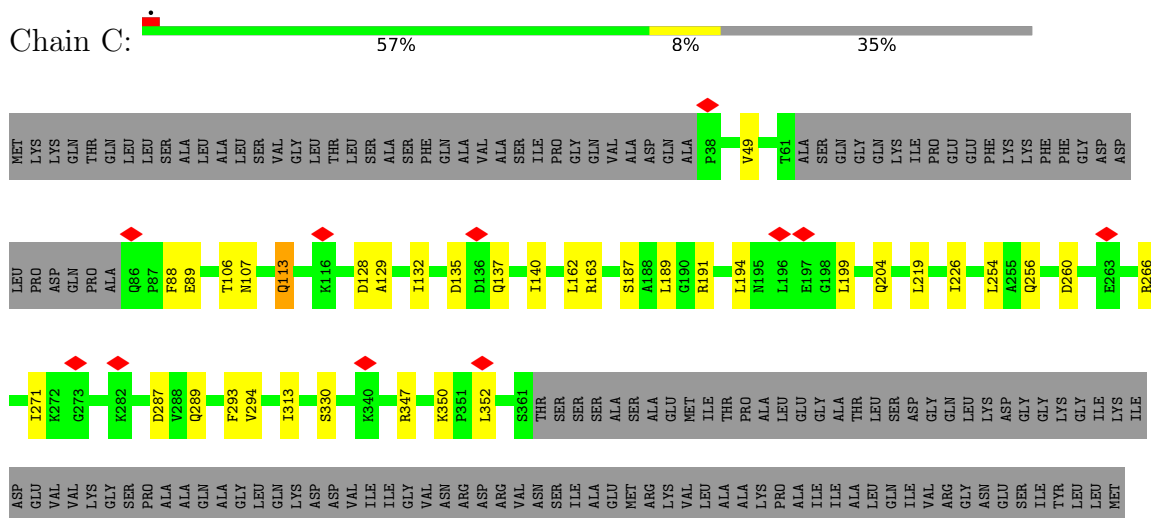 Chain C:
57% 8% 35%
MET LYS LYS GLN THR GLN LEU LEU SER ALA LEU ALA LEU SER VAL GLY LEU THR LEU SER ALA SER PHE GLN ALA VAL ALA SER ILE PRO GLY GLN VAL ALA ASP GLN ALA P38 V49 T61 ALA SER GLN GLY GLN LYS ILE PRO GLU GLU PHE LYS LYS PHE PHE GLY ASP ASP
LEU PRO ASP GLN PRO ALA Q86 P87 F88 E89 T106 N107 Q113 K116 D128 A129 I132 D135 D136 Q137 I140 L162 R163 S187 A188 L189 G190 R191 L194 N195 L196 E197 G198 L199 Q204 L219 I226 L254 A255 Q256 D260 E263 R266
I271 K272 G273 K282 D287 V288 Q289 F293 V294 I313 S330 K340 R347 K350 P351 L352 S361 THR SER SER SER ALA SER ALA GLU MET ILE THR PRO ALA LEU GLU GLY ALA THR LEU SER ASP GLY GLN LEU LYS ASP GLY GLY LYS GLY ILE LYS ILE
ASP GLU VAL VAL LYS GLY SER PRO ALA ALA GLN ALA GLY LEU GLN LYS ASP ASP VAL ILE ILE GLY VAL ASN ARG ASP ARG VAL ASN SER ILE ALA GLU MET ARG LYS VAL LEU ALA ALA LYS PRO ALA ILE ILE ALA LEU GLN ILE VAL ARG GLY ASN GLU SER ILE TYR LEU LEU MET